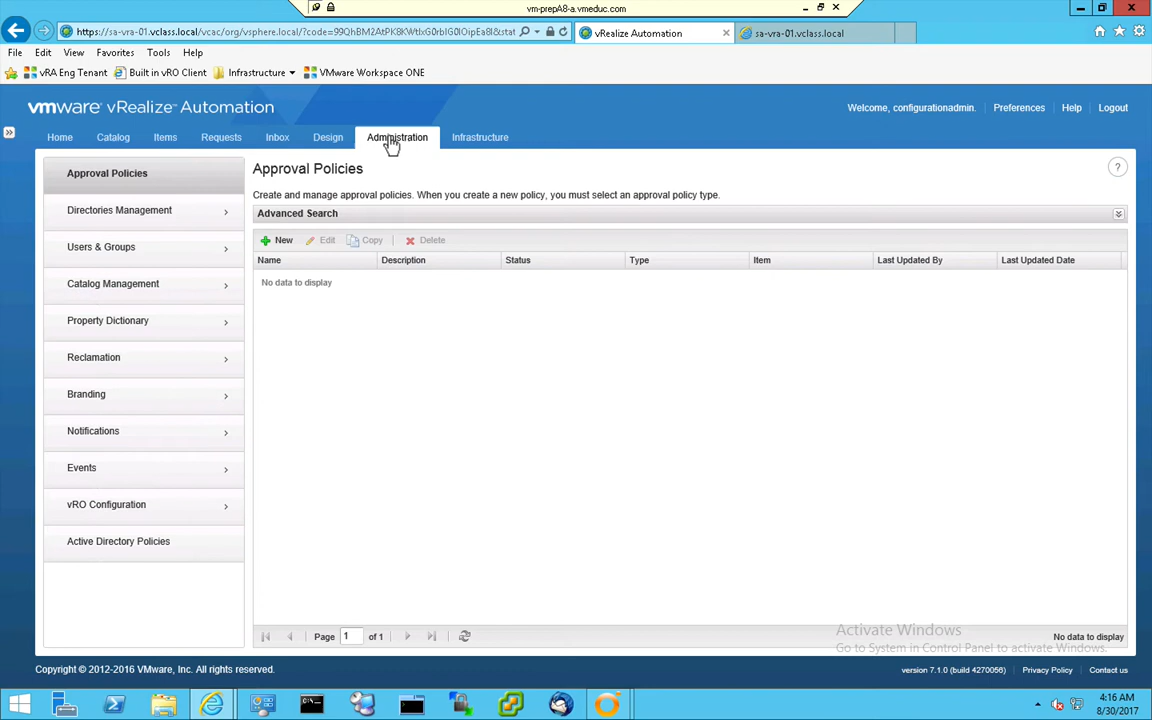 vm-prepA8-a.vmeduc.com
https://sa-vra-01.vclass.local/vcac/org/vsphere.local/?code=99QhBM2AtPK8KWtlxG0rbIG0lOipEa8l&stat
vRealize Automation
sa-vra-01.vclass.local
File Edit View Favorites Tools Help
vRA Eng Tenant Built in vRO Client Infrastructure VMware Workspace ONE
vmware vRealize Automation
Welcome, configurationadmin. Preferences Help Logout
Home Catalog Items Requests Inbox Design Administration Infrastructure
Approval Policies
Directories Management
Users & Groups
Catalog Management
Property Dictionary
Reclamation
Branding
Notifications
Events
vRO Configuration
Active Directory Policies
Approval Policies
?
Create and manage approval policies. When you create a new policy, you must select an approval policy type.
Advanced Search
New Edit Copy Delete
Name Description Status Type Item Last Updated By Last Updated Date
No data to display
Page 1 of 1
No data to display
Activate Windows
Go to System in Control Panel to activate Windows.
Copyright © 2012-2016 VMware, Inc. All rights reserved.
version 7.1.0 (build 4270058) Privacy Policy Contact us
4:16 AM
8/30/2017